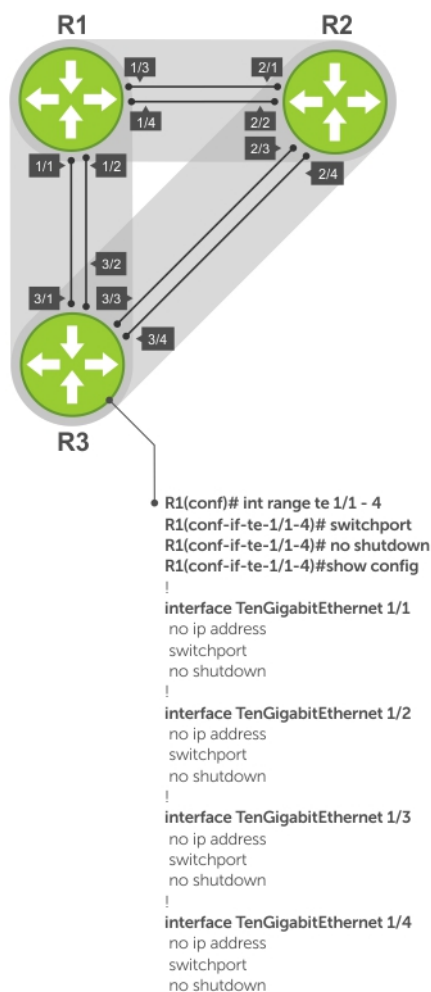 R1
R2
1/3
2/1
1/4
2/2
2/3
1/1
1/2
2/4
3/2
3/1
3/3
3/4
R3
R1(conf)# int range te 1/1 - 4
R1(conf-if-te-1/1-4)# switchport
R1(conf-if-te-1/1-4)# no shutdown
R1(conf-if-te-1/1-4)#show config
!
interface TenGigabitEthernet 1/1
no ip address
switchport
no shutdown
!
interface TenGigabitEthernet 1/2
no ip address
switchport
no shutdown
!
interface TenGigabitEthernet 1/3
no ip address
switchport
no shutdown
!
interface TenGigabitEthernet 1/4
no ip address
switchport
no shutdown